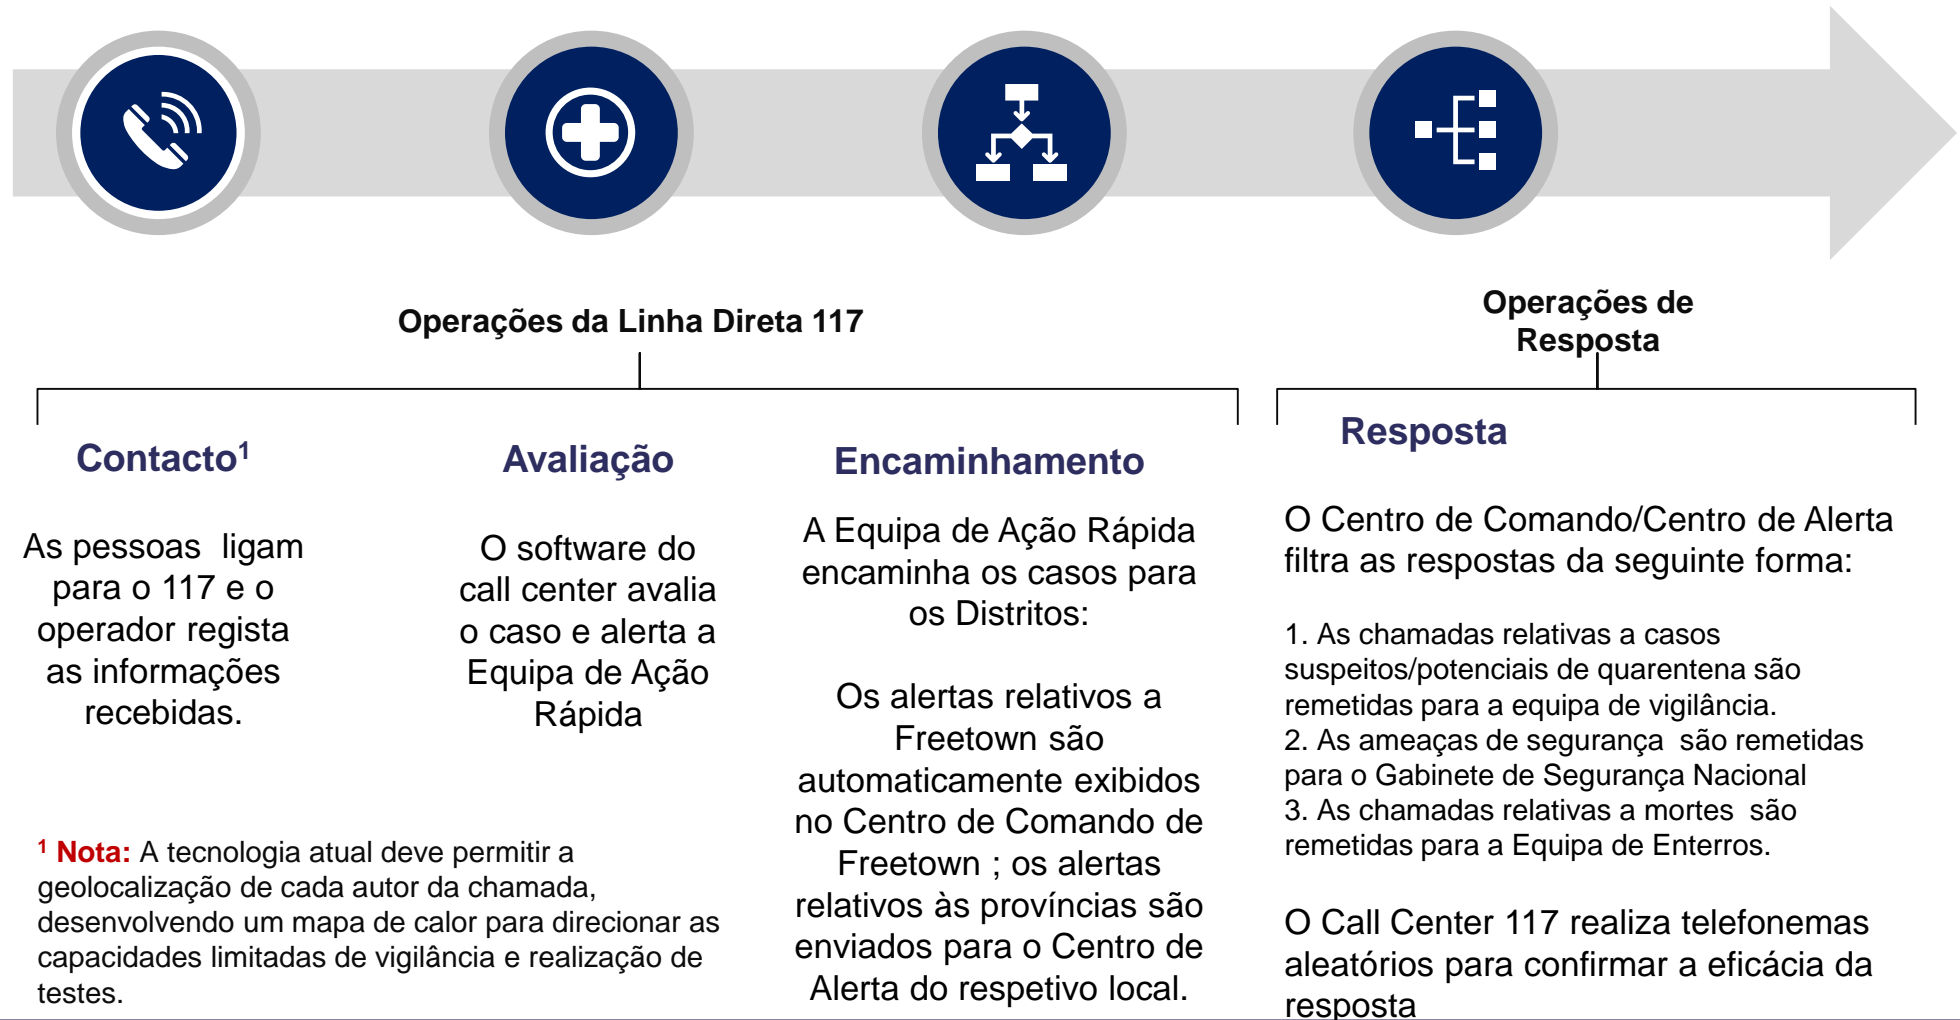 Operações da Linha Direta 117
Operações de
Resposta
Contacto¹
As pessoas  ligam
para o 117 e o
operador regista
as informações
recebidas.
Avaliação
O software do
call center avalia
o caso e alerta a
Equipa de Ação
Rápida
Encaminhamento
A Equipa de Ação Rápida
encaminha os casos para
os Distritos:
Os alertas relativos a
Freetown são
automaticamente exibidos
no Centro de Comando de
Freetown ; os alertas
relativos às províncias são
enviados para o Centro de
Alerta do respetivo local.
Resposta
O Centro de Comando/Centro de Alerta
filtra as respostas da seguinte forma:
1. As chamadas relativas a casos
suspeitos/potenciais de quarentena são
remetidas para a equipa de vigilância.
2. As ameaças de segurança  são remetidas
para o Gabinete de Segurança Nacional
3. As chamadas relativas a mortes  são
remetidas para a Equipa de Enterros.
O Call Center 117 realiza telefonemas
aleatórios para confirmar a eficácia da
resposta
¹ Nota: A tecnologia atual deve permitir a
geolocalização de cada autor da chamada,
desenvolvendo um mapa de calor para direcionar as
capacidades limitadas de vigilância e realização de
testes.